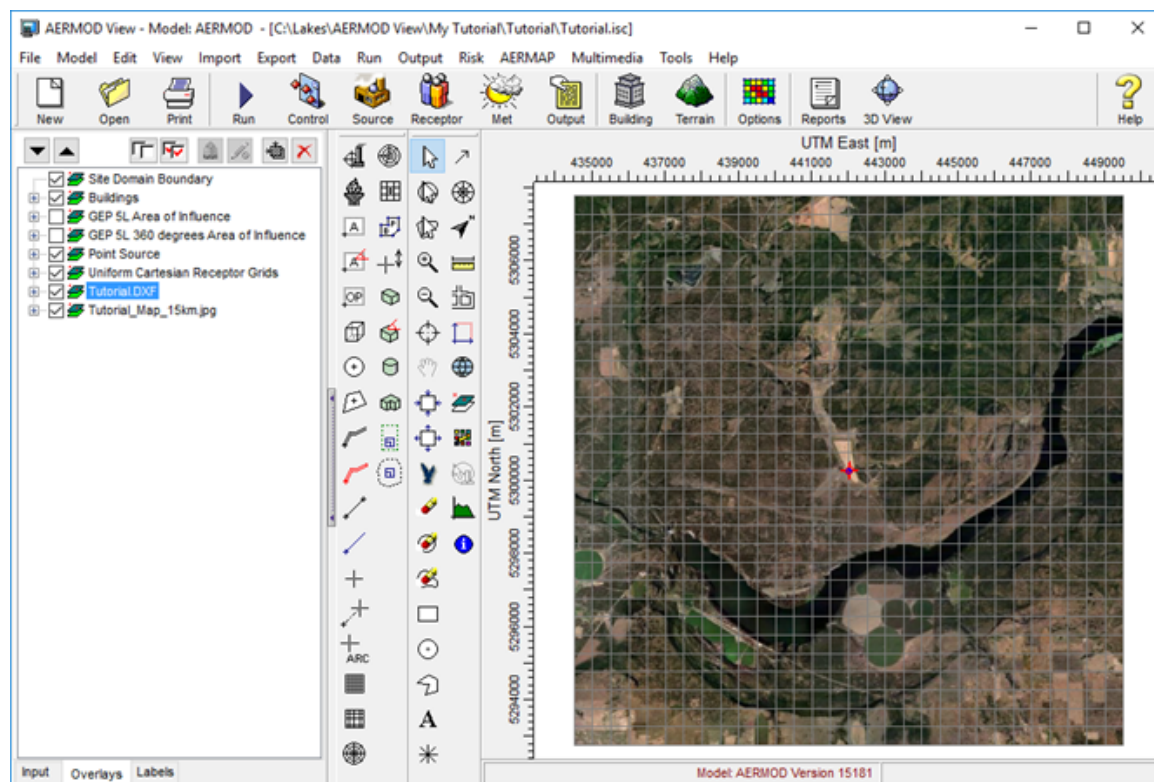 AERMOD View - Model: AERMOD - [C:\Lakes\AERMOD View\My Tutorial\Tutorial\Tutorial.isc]
File Model Edit View Import Export Data Run Output Risk AERMAP Multimedia Tools Help
New Open Print Run Control Source Receptor Met Output Building Terrain Options Reports 3D View Help
Site Domain Boundary
Buildings
GEP 5L Area of Influence
GEP 5L 360 degrees Area of Influence
Point Source
Uniform Cartesian Receptor Grids
Tutorial.DXF
Tutorial_Map_15km.jpg
A
A
OP
ARC
N
A
UTM East [m]
435000 437000 439000 441000 443000 445000 447000 449000
UTM North [m]
5306000
5304000
5302000
5300000
5298000
5296000
5294000
Input Overlays Labels
Model: AERMOD Version 15181